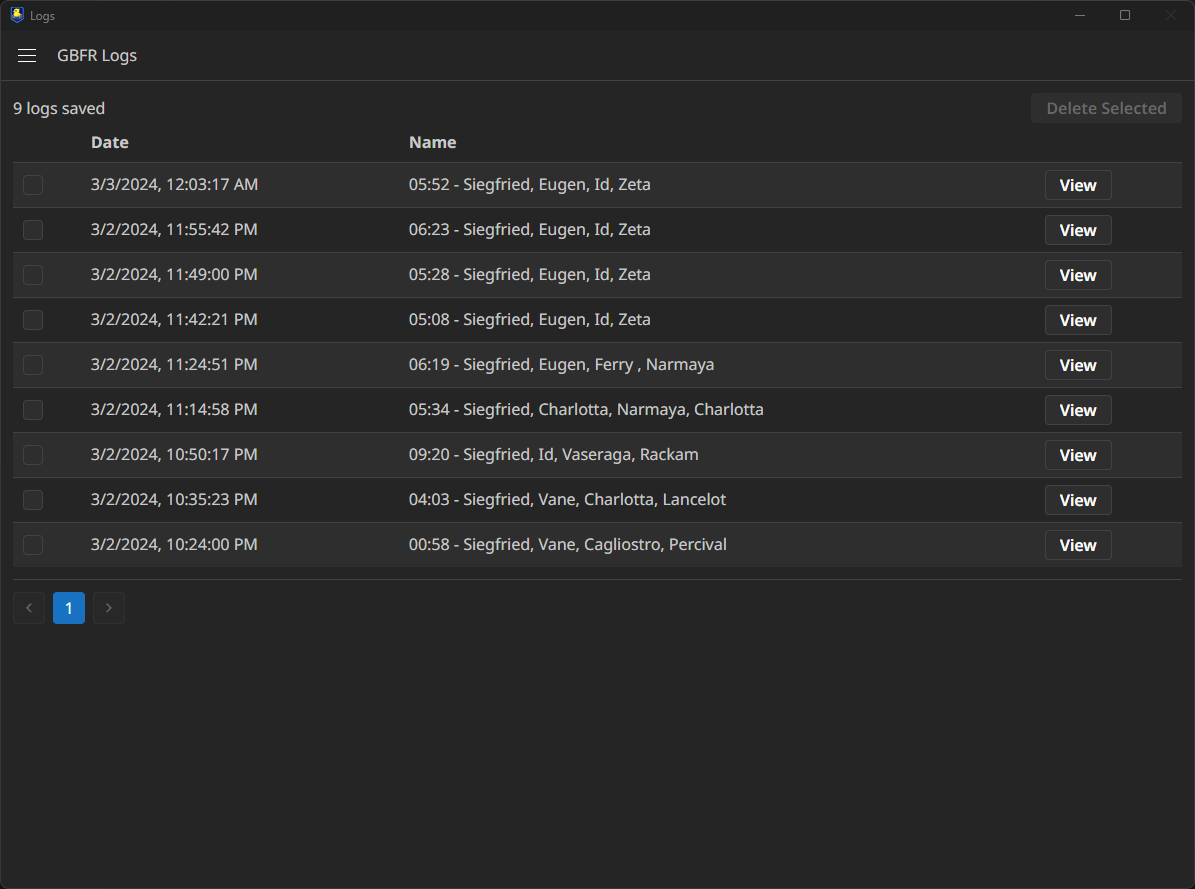 Logs
GBFR Logs
9 logs saved Delete Selected
Date Name
3/3/2024, 12:03:17 AM 05:52 - Siegfried, Eugen, Id, Zeta View
3/2/2024, 11:55:42 PM 06:23 - Siegfried, Eugen, Id, Zeta View
3/2/2024, 11:49:00 PM 05:28 - Siegfried, Eugen, Id, Zeta View
3/2/2024, 11:42:21 PM 05:08 - Siegfried, Eugen, Id, Zeta View
3/2/2024, 11:24:51 PM 06:19 - Siegfried, Eugen, Ferry , Narmaya View
3/2/2024, 11:14:58 PM 05:34 - Siegfried, Charlotta, Narmaya, Charlotta View
3/2/2024, 10:50:17 PM 09:20 - Siegfried, Id, Vaseraga, Rackam View
3/2/2024, 10:35:23 PM 04:03 - Siegfried, Vane, Charlotta, Lancelot View
3/2/2024, 10:24:00 PM 00:58 - Siegfried, Vane, Cagliostro, Percival View
1